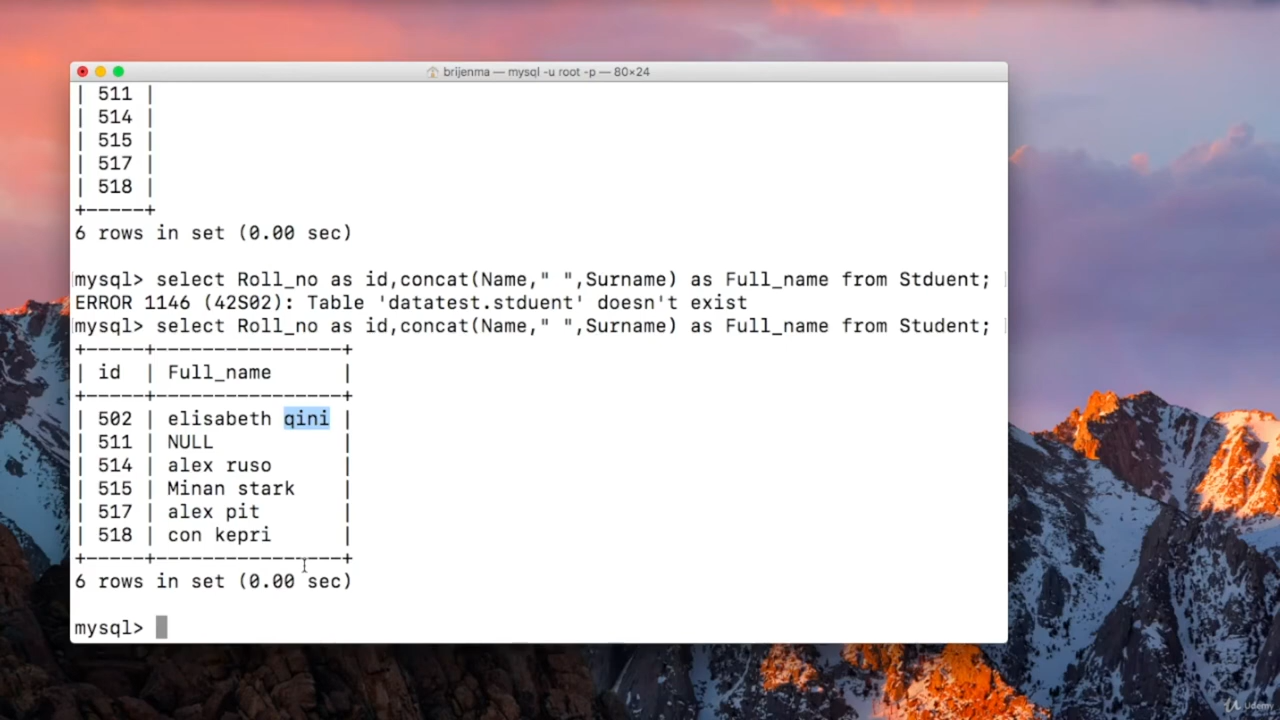 brijenma — mysql -u root -p — 80×24
| 511 |
| 514 |
| 515 |
| 517 |
| 518 |
+-----+
6 rows in set (0.00 sec)
mysql> select Roll_no as id,concat(Name," ",Surname) as Full_name from Stduent;
ERROR 1146 (42S02): Table 'datatest.stduent' doesn't exist
mysql> select Roll_no as id,concat(Name," ",Surname) as Full_name from Student;
+-----+----------------+
| id  | Full_name      |
+-----+----------------+
| 502 | elisabeth qini |
| 511 | NULL           |
| 514 | alex ruso      |
| 515 | Minan stark    |
| 517 | alex pit       |
| 518 | con kepri      |
+-----+----------------+
6 rows in set (0.00 sec)
mysql>
Udemy